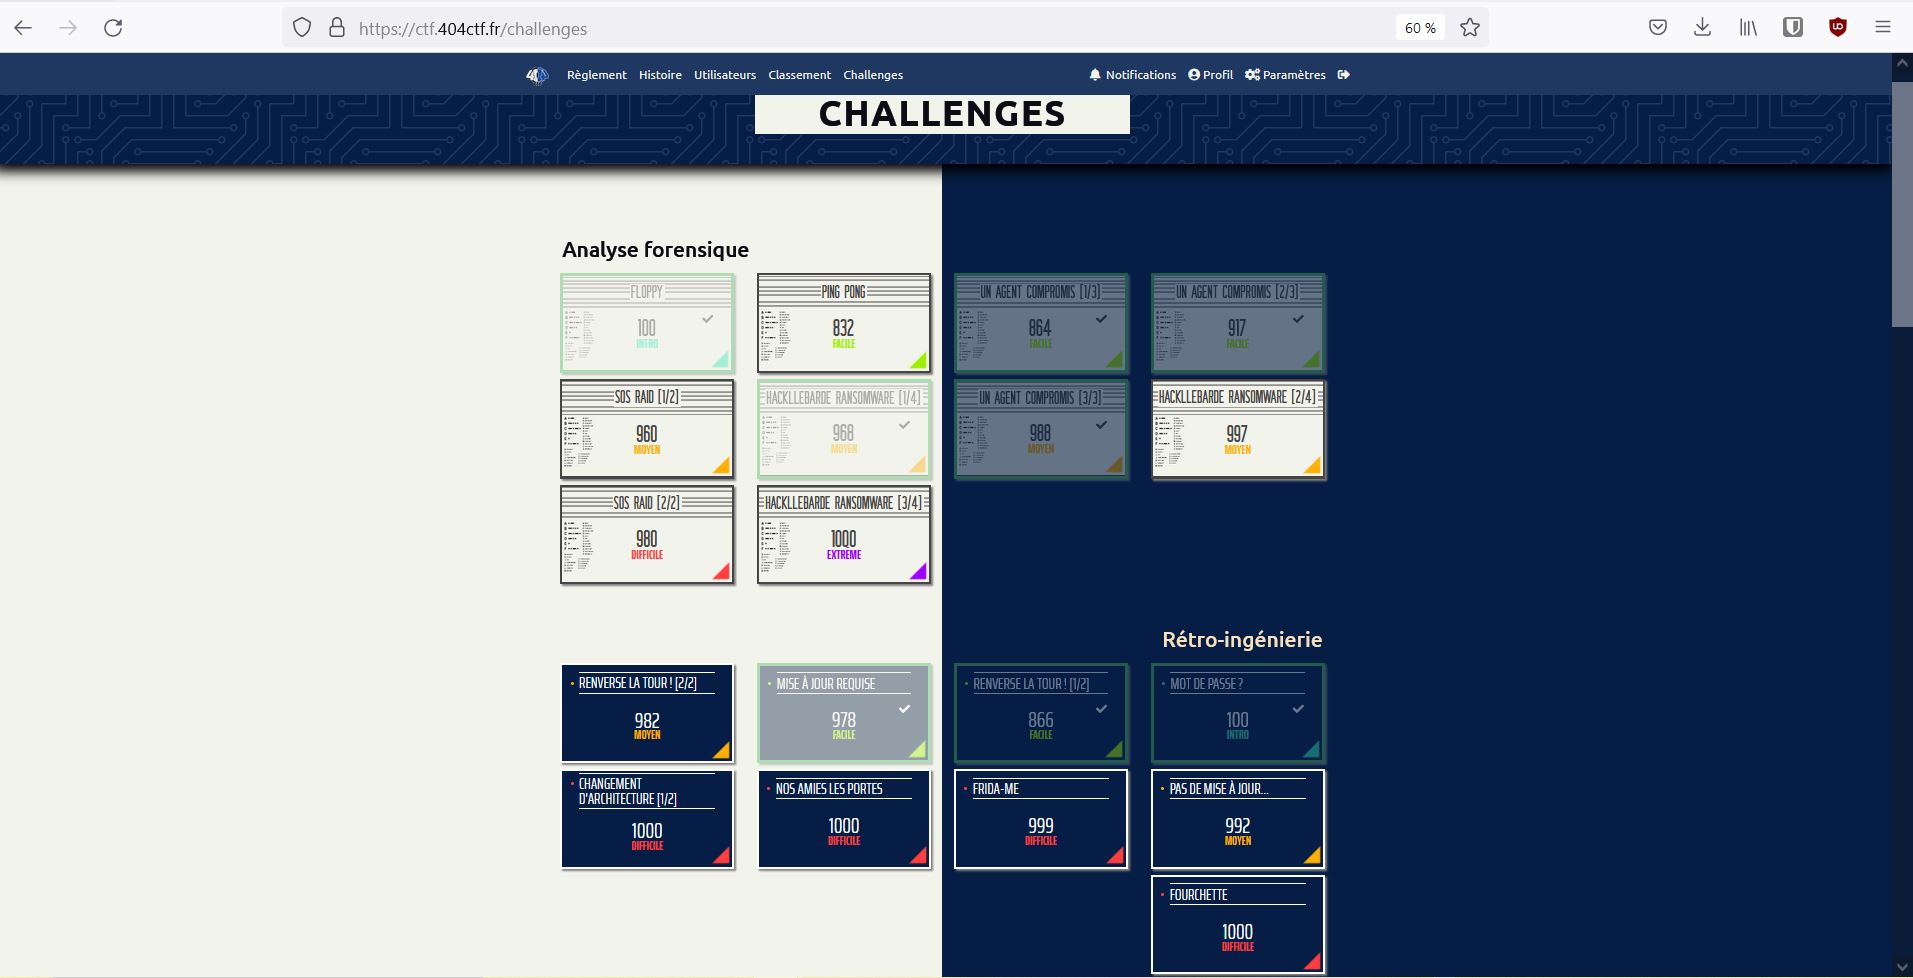 https://ctf.404ctf.fr/challenges
60 %
Règlement Histoire Utilisateurs Classement Challenges Notifications Profil Paramètres
CHALLENGES
Analyse forensique
FLOPPY
100
INTRO
PING PONG
832
FACILE
UN AGENT COMPROMIS [1/3]
864
FACILE
UN AGENT COMPROMIS [2/3]
917
FACILE
SOS RAID [1/2]
960
MOYEN
HACKLLEBARDE RANSOMWARE [1/4]
968
MOYEN
UN AGENT COMPROMIS [3/3]
988
MOYEN
HACKLLEBARDE RANSOMWARE [2/4]
997
MOYEN
SOS RAID [2/2]
980
DIFFICILE
HACKLLEBARDE RANSOMWARE [3/4]
1000
EXTREME
Rétro-ingénierie
RENVERSE LA TOUR ! [2/2]
982
MOYEN
MISE À JOUR REQUISE
978
FACILE
RENVERSE LA TOUR ! [1/2]
866
FACILE
MOT DE PASSE ?
100
INTRO
CHANGEMENT
D'ARCHITECTURE [1/2]
1000
DIFFICILE
NOS AMIES LES PORTES
1000
DIFFICILE
FRIDA-ME
999
DIFFICILE
PAS DE MISE À JOUR...
992
MOYEN
FOURCHETTE
1000
DIFFICILE